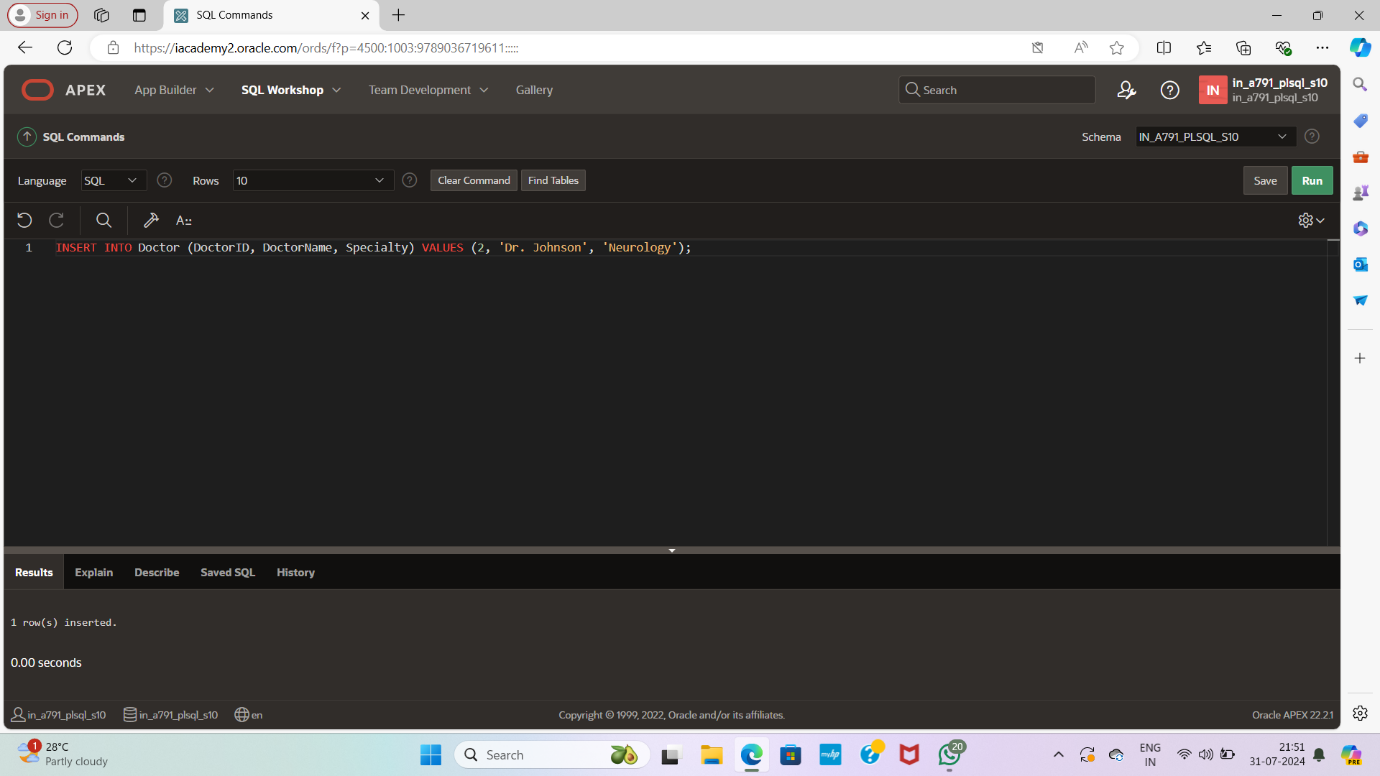 Sign in
SQL Commands
https://iacademy2.oracle.com/ords/f?p=4500:1003:9789036719611:::::
APEX App Builder SQL Workshop Team Development Gallery Search IN in_a791_plsql_s10
in_a791_plsql_s10
SQL Commands Schema IN_A791_PLSQL_S10
Language SQL Rows 10 Clear Command Find Tables Save Run
1 INSERT INTO Doctor (DoctorID, DoctorName, Specialty) VALUES (2, 'Dr. Johnson', 'Neurology');
Results Explain Describe Saved SQL History
1 row(s) inserted.
0.00 seconds
in_a791_plsql_s10 in_a791_plsql_s10 en Copyright © 1999, 2022, Oracle and/or its affiliates. Oracle APEX 22.2.1
1 28°C
Partly cloudy
Search
myhp
20
ENG
IN
21:51
31-07-2024
PRE